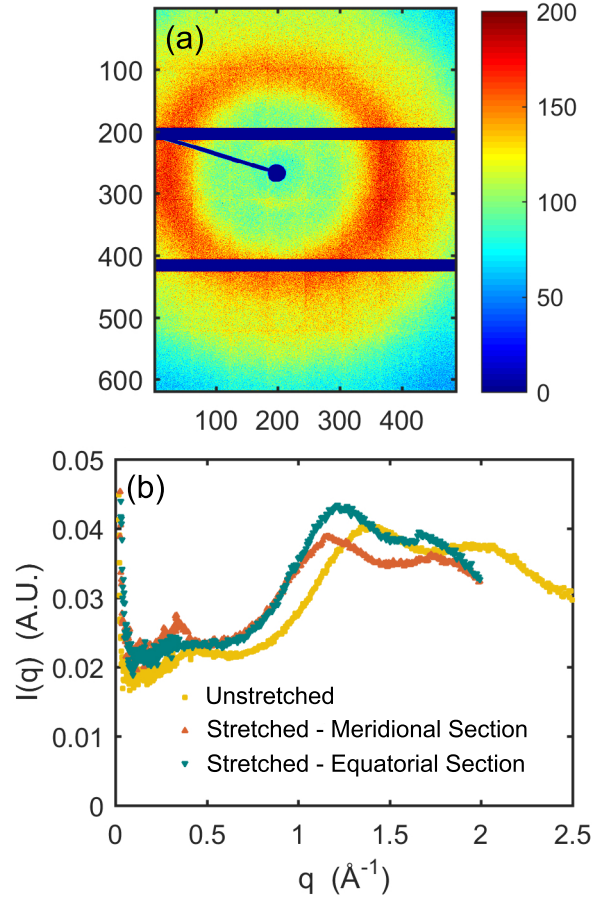 (a)
200
100
200
300
400
500
600
150
100
50
0
100 200 300 400
0.05
(b)
0.04
0.03
0.02
0.01
0
I(q) (A.U.)
Unstretched
Stretched - Meridional Section
Stretched - Equatorial Section
0 0.5 1 1.5 2 2.5
q (Å-1)